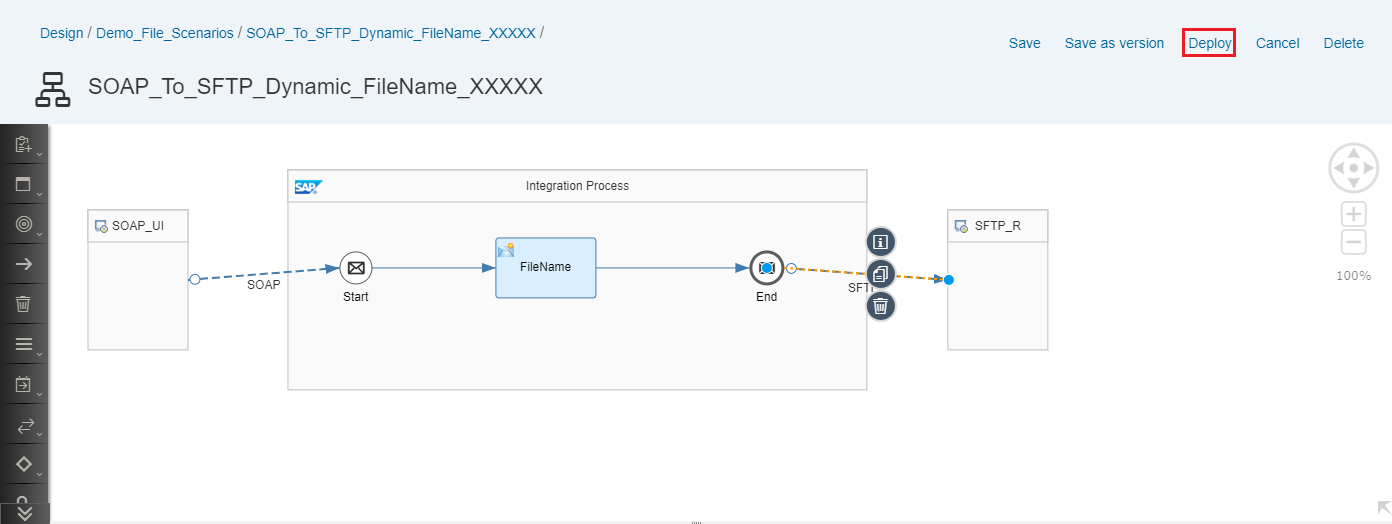 Design / Demo_File_Scenarios / SOAP_To_SFTP_Dynamic_FileName_XXXXX /
Save Save as version Deploy Cancel Delete
SOAP_To_SFTP_Dynamic_FileName_XXXXX
SAP Integration Process
SOAP_UI
SFTP_R
FileName
SOAP
Start
End
100%